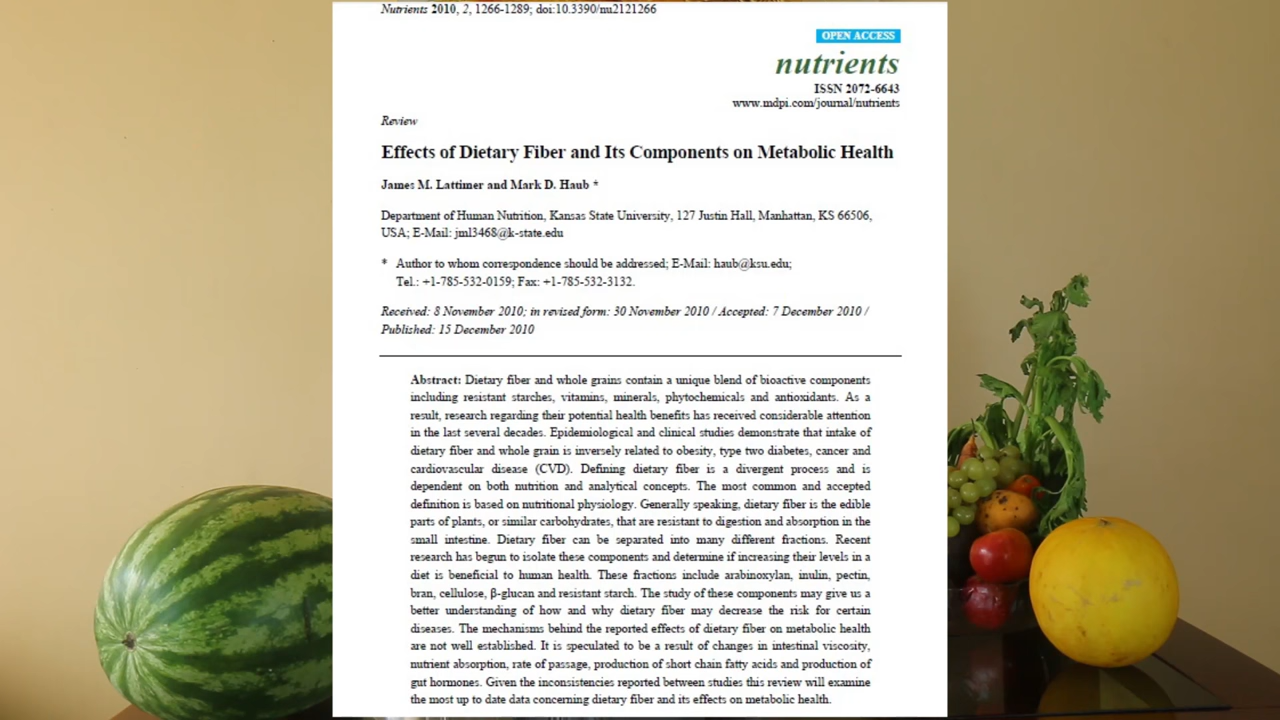 Nutrients 2010, 2, 1266-1289; doi:10.3390/nu2121266
OPEN ACCESS
nutrients
ISSN 2072-6643
www.mdpi.com/journal/nutrients
Review
Effects of Dietary Fiber and Its Components on Metabolic Health
James M. Lattimer and Mark D. Haub *
Department of Human Nutrition, Kansas State University, 127 Justin Hall, Manhattan, KS 66506,
USA; E-Mail: jml3468@k-state.edu
* Author to whom correspondence should be addressed; E-Mail: haub@ksu.edu;
Tel.: +1-785-532-0159; Fax: +1-785-532-3132.
Received: 8 November 2010; in revised form: 30 November 2010 / Accepted: 7 December 2010 /
Published: 15 December 2010
Abstract: Dietary fiber and whole grains contain a unique blend of bioactive components
including resistant starches, vitamins, minerals, phytochemicals and antioxidants. As a
result, research regarding their potential health benefits has received considerable attention
in the last several decades. Epidemiological and clinical studies demonstrate that intake of
dietary fiber and whole grain is inversely related to obesity, type two diabetes, cancer and
cardiovascular disease (CVD). Defining dietary fiber is a divergent process and is
dependent on both nutrition and analytical concepts. The most common and accepted
definition is based on nutritional physiology. Generally speaking, dietary fiber is the edible
parts of plants, or similar carbohydrates, that are resistant to digestion and absorption in the
small intestine. Dietary fiber can be separated into many different fractions. Recent
research has begun to isolate these components and determine if increasing their levels in a
diet is beneficial to human health. These fractions include arabinoxylan, inulin, pectin,
bran, cellulose, β-glucan and resistant starch. The study of these components may give us a
better understanding of how and why dietary fiber may decrease the risk for certain
diseases. The mechanisms behind the reported effects of dietary fiber on metabolic health
are not well established. It is speculated to be a result of changes in intestinal viscosity,
nutrient absorption, rate of passage, production of short chain fatty acids and production of
gut hormones. Given the inconsistencies reported between studies this review will examine
the most up to date data concerning dietary fiber and its effects on metabolic health.